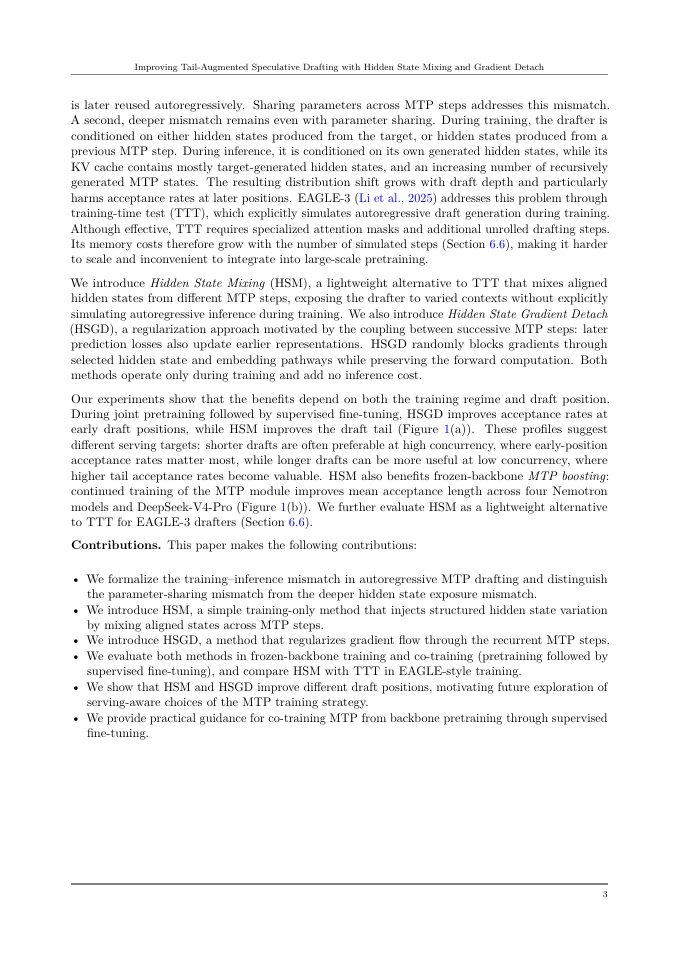 Improving Tail-Augmented Speculative Drafting with Hidden State Mixing and Gradient Detach
is later reused autoregressively. Sharing parameters across MTP steps addresses this mismatch.
A second, deeper mismatch remains even with parameter sharing. During training, the drafter is
conditioned on either hidden states produced from the target, or hidden states produced from a
previous MTP step. During inference, it is conditioned on its own generated hidden states, while its
KV cache contains mostly target-generated hidden states, and an increasing number of recursively
generated MTP states. The resulting distribution shift grows with draft depth and particularly
harms acceptance rates at later positions. EAGLE-3 (Li et al., 2025) addresses this problem through
training-time test (TTT), which explicitly simulates autoregressive draft generation during training.
Although effective, TTT requires specialized attention masks and additional unrolled drafting steps.
Its memory costs therefore grow with the number of simulated steps (Section 6.6), making it harder
to scale and inconvenient to integrate into large-scale pretraining.
We introduce Hidden State Mixing (HSM), a lightweight alternative to TTT that mixes aligned
hidden states from different MTP steps, exposing the drafter to varied contexts without explicitly
simulating autoregressive inference during training. We also introduce Hidden State Gradient Detach
(HSGD), a regularization approach motivated by the coupling between successive MTP steps: later
prediction losses also update earlier representations. HSGD randomly blocks gradients through
selected hidden state and embedding pathways while preserving the forward computation. Both
methods operate only during training and add no inference cost.
Our experiments show that the benefits depend on both the training regime and draft position.
During joint pretraining followed by supervised fine-tuning, HSGD improves acceptance rates at
early draft positions, while HSM improves the draft tail (Figure 1(a)). These profiles suggest
different serving targets: shorter drafts are often preferable at high concurrency, where early-position
acceptance rates matter most, while longer drafts can be more useful at low concurrency, where
higher tail acceptance rates become valuable. HSM also benefits frozen-backbone MTP boosting:
continued training of the MTP module improves mean acceptance length across four Nemotron
models and DeepSeek-V4-Pro (Figure 1(b)). We further evaluate HSM as a lightweight alternative
to TTT for EAGLE-3 drafters (Section 6.6).
Contributions. This paper makes the following contributions:
• We formalize the training–inference mismatch in autoregressive MTP drafting and distinguish
the parameter-sharing mismatch from the deeper hidden state exposure mismatch.
• We introduce HSM, a simple training-only method that injects structured hidden state variation
by mixing aligned states across MTP steps.
• We introduce HSGD, a method that regularizes gradient flow through the recurrent MTP steps.
• We evaluate both methods in frozen-backbone training and co-training (pretraining followed by
supervised fine-tuning), and compare HSM with TTT in EAGLE-style training.
• We show that HSM and HSGD improve different draft positions, motivating future exploration of
serving-aware choices of the MTP training strategy.
• We provide practical guidance for co-training MTP from backbone pretraining through supervised
fine-tuning.
3